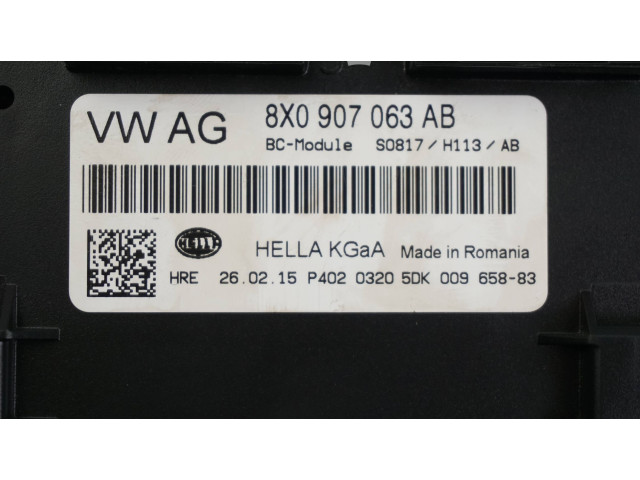 VW AG 8X0 907 063 AB
BC-Module S0817/H113/AB
HELLA HELLA KGaA Made in Romania
HRE 26.02.15 P402 0320 5DK 009 658-83